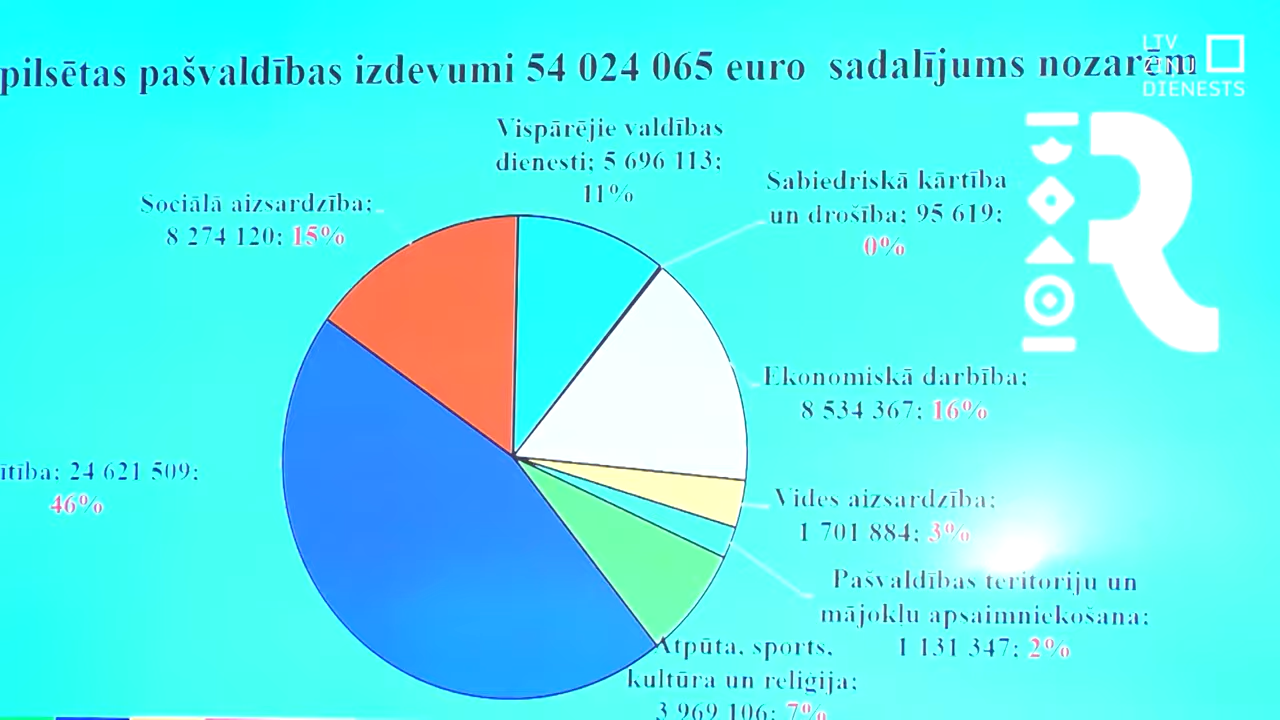 pilsētas pašvaldības izdevumi 54 024 065 euro sadalījums nozarēm
LTV
DIENESTS
Vispārējie valdības
dienesti; 5 696 113;
11%
Sabiedriskā kārtība
un drošība; 95 619;
0%
Sociālā aizsardzība;
8 274 120; 15%
Ekonomiskā darbība;
8 534 367; 16%
ītība; 24 621 509;
46%
Vides aizsardzība;
1 701 884; 3%
Pašvaldības teritoriju un
mājokļu apsaimniekošana;
1 131 347; 2%
Atpūta, sports,
kultūra un reliģija;
3 969 106; 7%
R